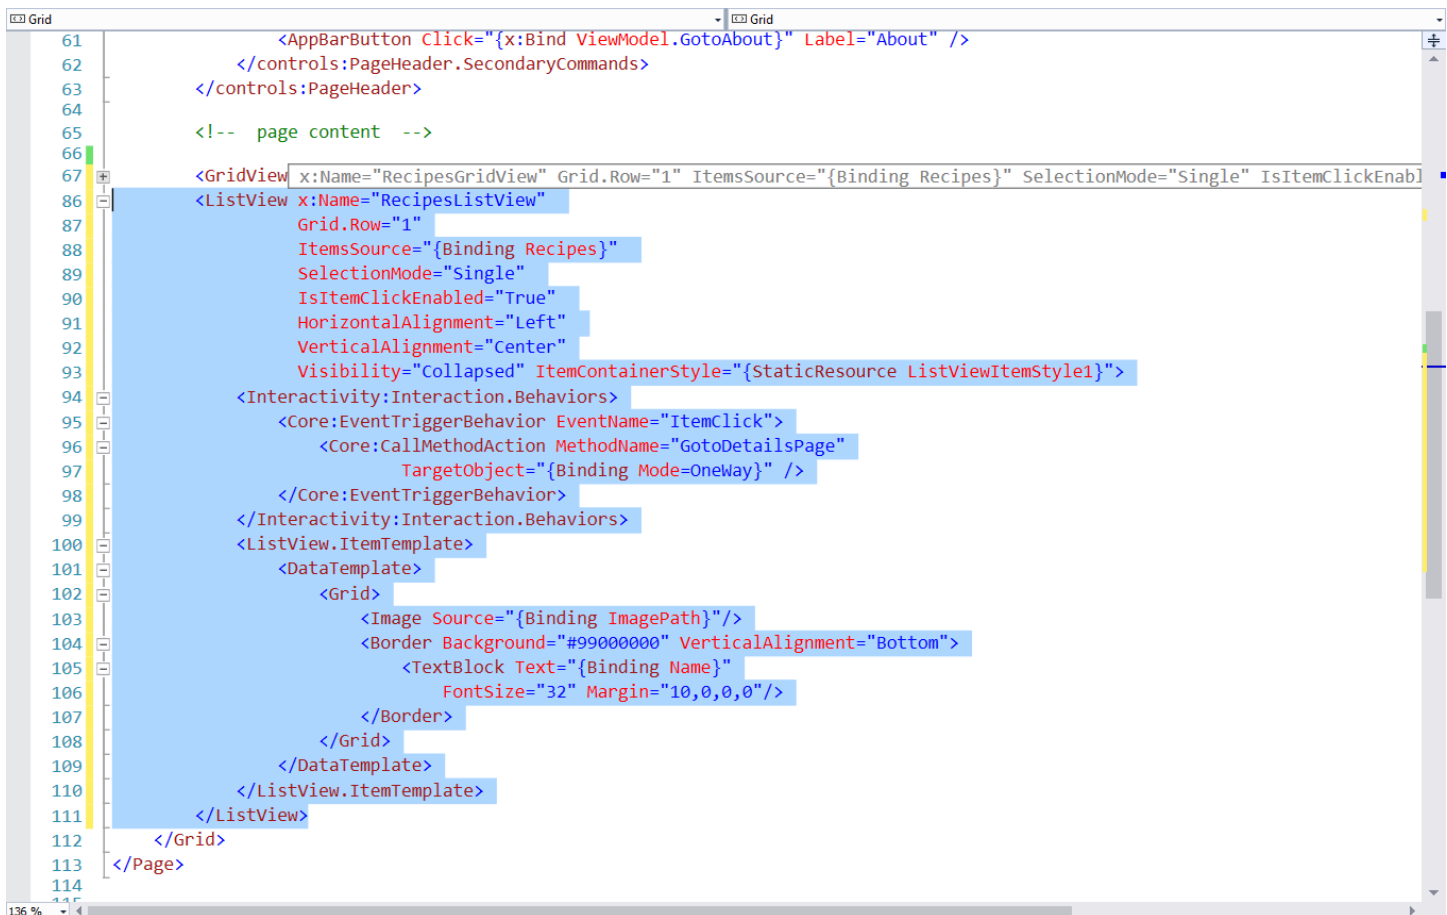 Grid Grid
61 <AppBarButton Click="{x:Bind ViewModel.GotoAbout}" Label="About" />
62 </controls:PageHeader.SecondaryCommands>
63 </controls:PageHeader>
64
65 <!--  page content  -->
66
67 <GridView x:Name="RecipesGridView" Grid.Row="1" ItemsSource="{Binding Recipes}" SelectionMode="Single" IsItemClickEnabl
86 <ListView x:Name="RecipesListView"
87 Grid.Row="1"
88 ItemsSource="{Binding Recipes}"
89 SelectionMode="Single"
90 IsItemClickEnabled="True"
91 HorizontalAlignment="Left"
92 VerticalAlignment="Center"
93 Visibility="Collapsed" ItemContainerStyle="{StaticResource ListViewItemStyle1}">
94 <Interactivity:Interaction.Behaviors>
95 <Core:EventTriggerBehavior EventName="ItemClick">
96 <Core:CallMethodAction MethodName="GotoDetailsPage"
97 TargetObject="{Binding Mode=OneWay}" />
98 </Core:EventTriggerBehavior>
99 </Interactivity:Interaction.Behaviors>
100 <ListView.ItemTemplate>
101 <DataTemplate>
102 <Grid>
103 <Image Source="{Binding ImagePath}"/>
104 <Border Background="#99000000" VerticalAlignment="Bottom">
105 <TextBlock Text="{Binding Name}"
106 FontSize="32" Margin="10,0,0,0"/>
107 </Border>
108 </Grid>
109 </DataTemplate>
110 </ListView.ItemTemplate>
111 </ListView>
112 </Grid>
113 </Page>
114
115
136 %